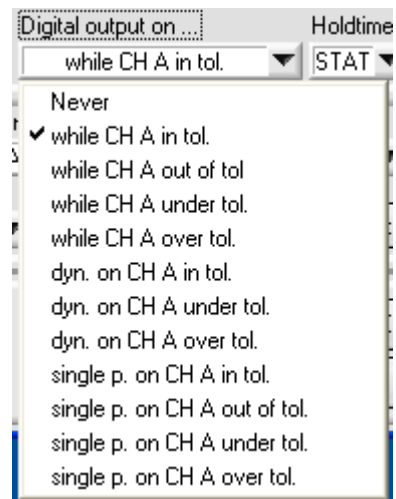 Digital output on ... Holdtime
while CH A in tol. STAT
Never
while CH A in tol.
while CH A out of tol
while CH A under tol.
while CH A over tol.
dyn. on CH A in tol.
dyn. on CH A under tol.
dyn. on CH A over tol.
single p. on CH A in tol.
single p. on CH A out of tol.
single p. on CH A under tol.
single p. on CH A over tol.